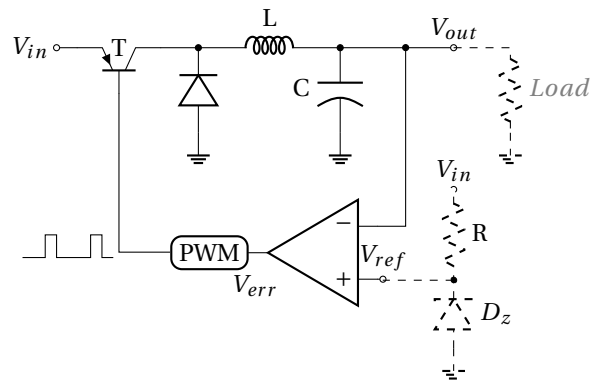 L
V_out
V_in
T
C
Load
V_in
R
−
V_ref
PWM
+
V_err
D_z